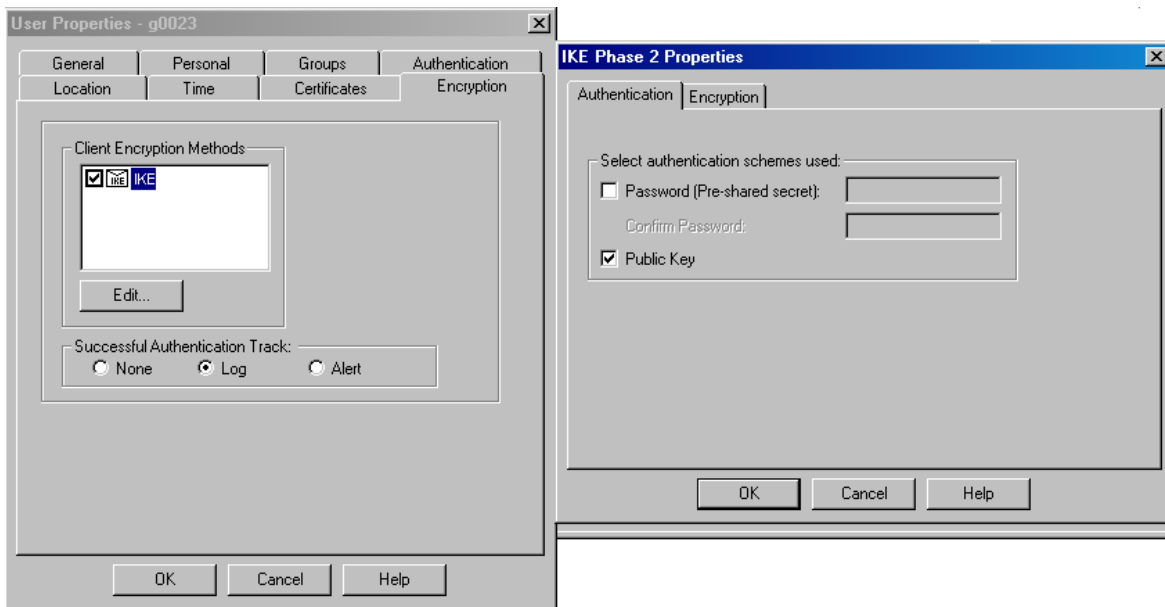 User Properties - g0023
General Personal Groups Authentication
Location Time Certificates Encryption
Client Encryption Methods
IKE IKE
Edit...
Successful Authentication Track:
None Log Alert
OK Cancel Help
IKE Phase 2 Properties
Authentication Encryption
Select authentication schemes used:
Password (Pre-shared secret):
Confirm Password:
Public Key
OK Cancel Help